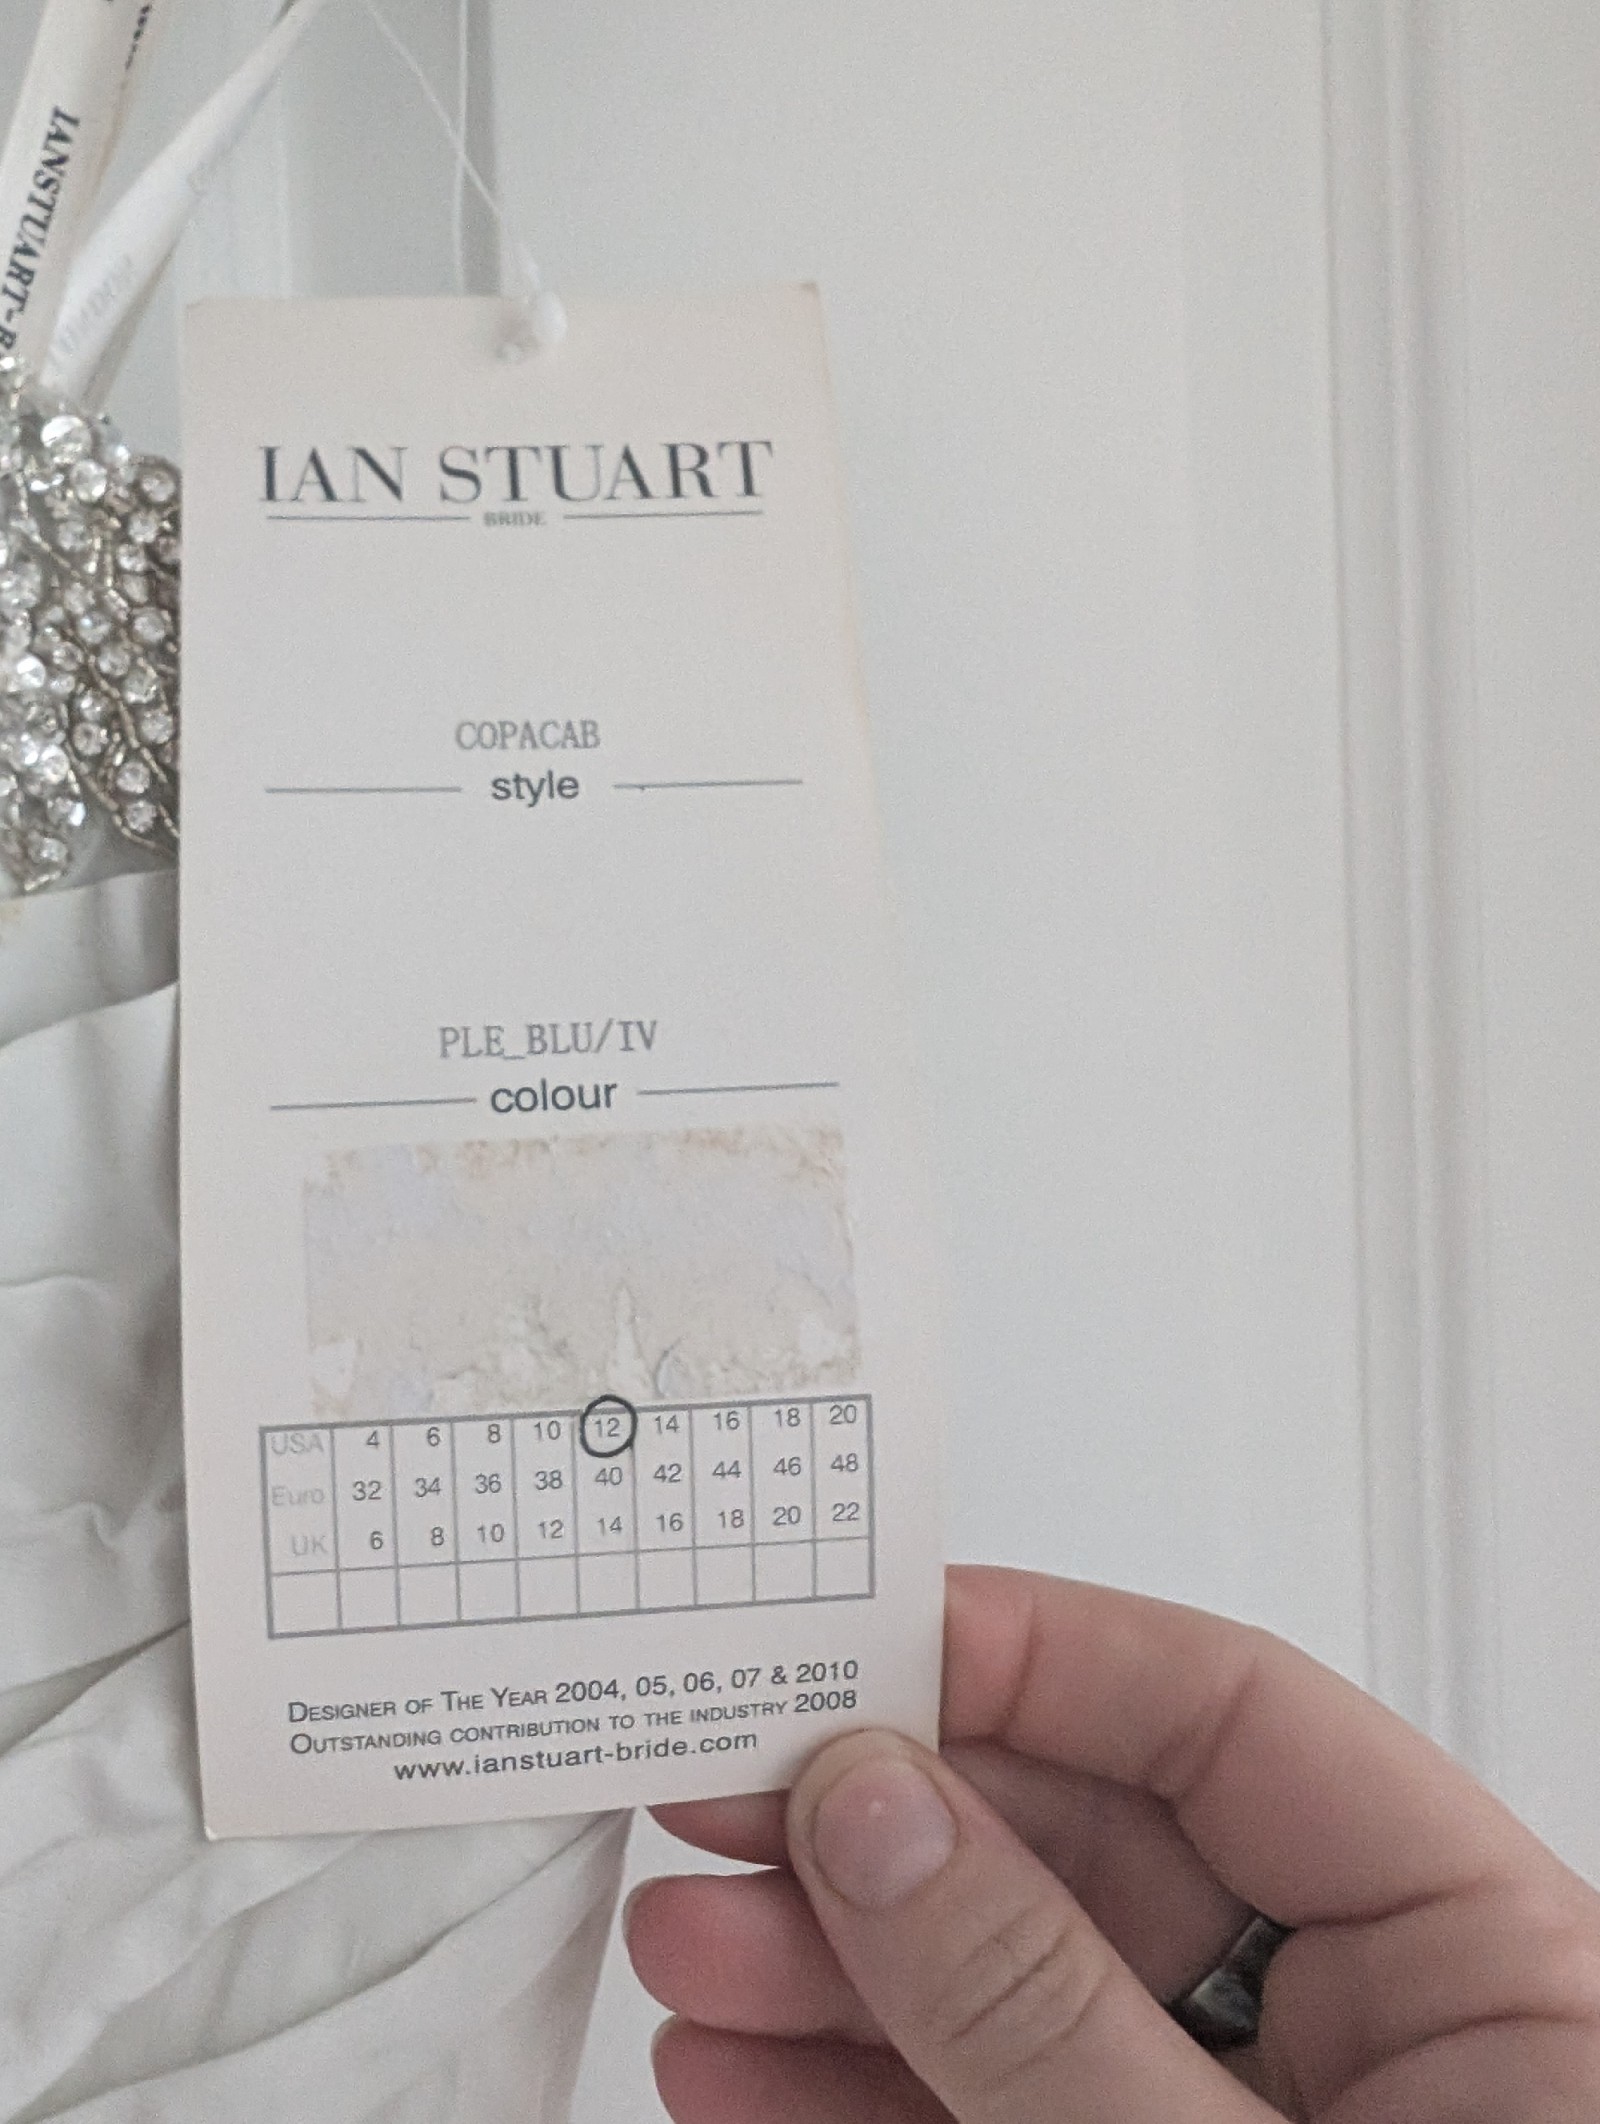 IANSTUART-B
IAN STUART
BRIDE
COPACAB
style
PLE_BLU/IV
colour
USA 4 6 8 10 12 14 16 18 20
Euro 32 34 36 38 40 42 44 46 48
UK 6 8 10 12 14 16 18 20 22
DESIGNER OF THE YEAR 2004, 05, 06, 07 & 2010
OUTSTANDING CONTRIBUTION TO THE INDUSTRY 2008
www.ianstuart-bride.com